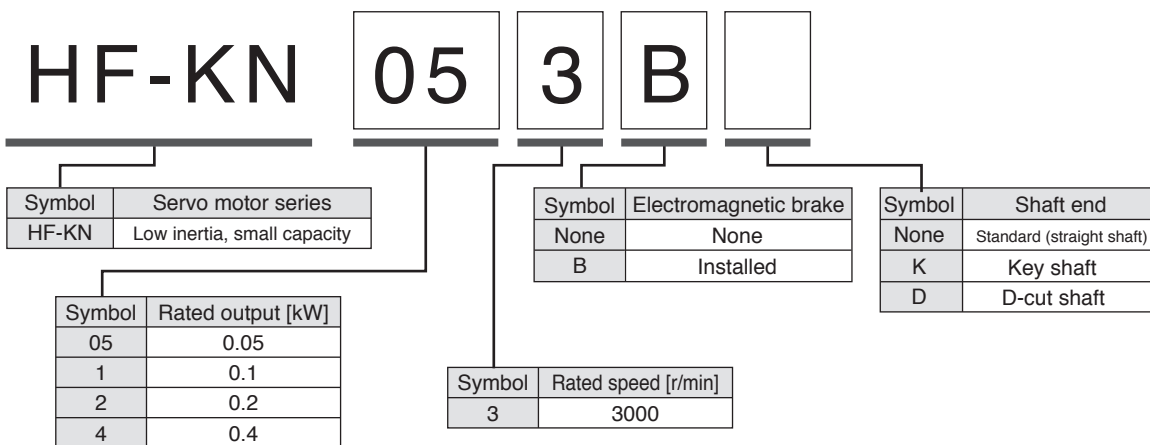 HF-KN 05 3 B
Symbol Servo motor series
HF-KN Low inertia, small capacity
Symbol Electromagnetic brake
None None
B Installed
Symbol Shaft end
None Standard (straight shaft)
K Key shaft
D D-cut shaft
Symbol Rated output [kW]
05 0.05
1 0.1
2 0.2
4 0.4
Symbol Rated speed [r/min]
3 3000